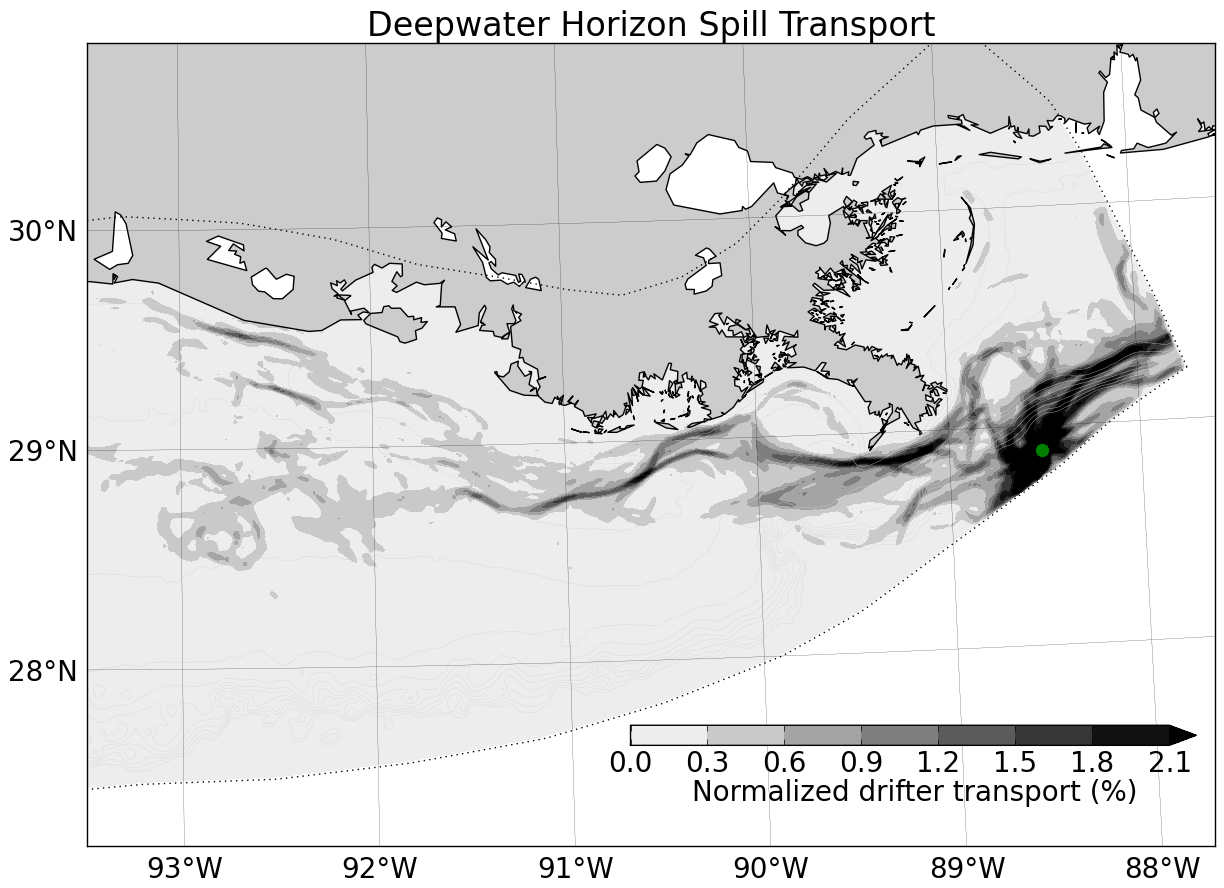 Deepwater Horizon Spill Transport
30°N
29°N
28°N
0.0 0.3 0.6 0.9 1.2 1.5 1.8 2.1
Normalized drifter transport (%)
93°W 92°W 91°W 90°W 89°W 88°W